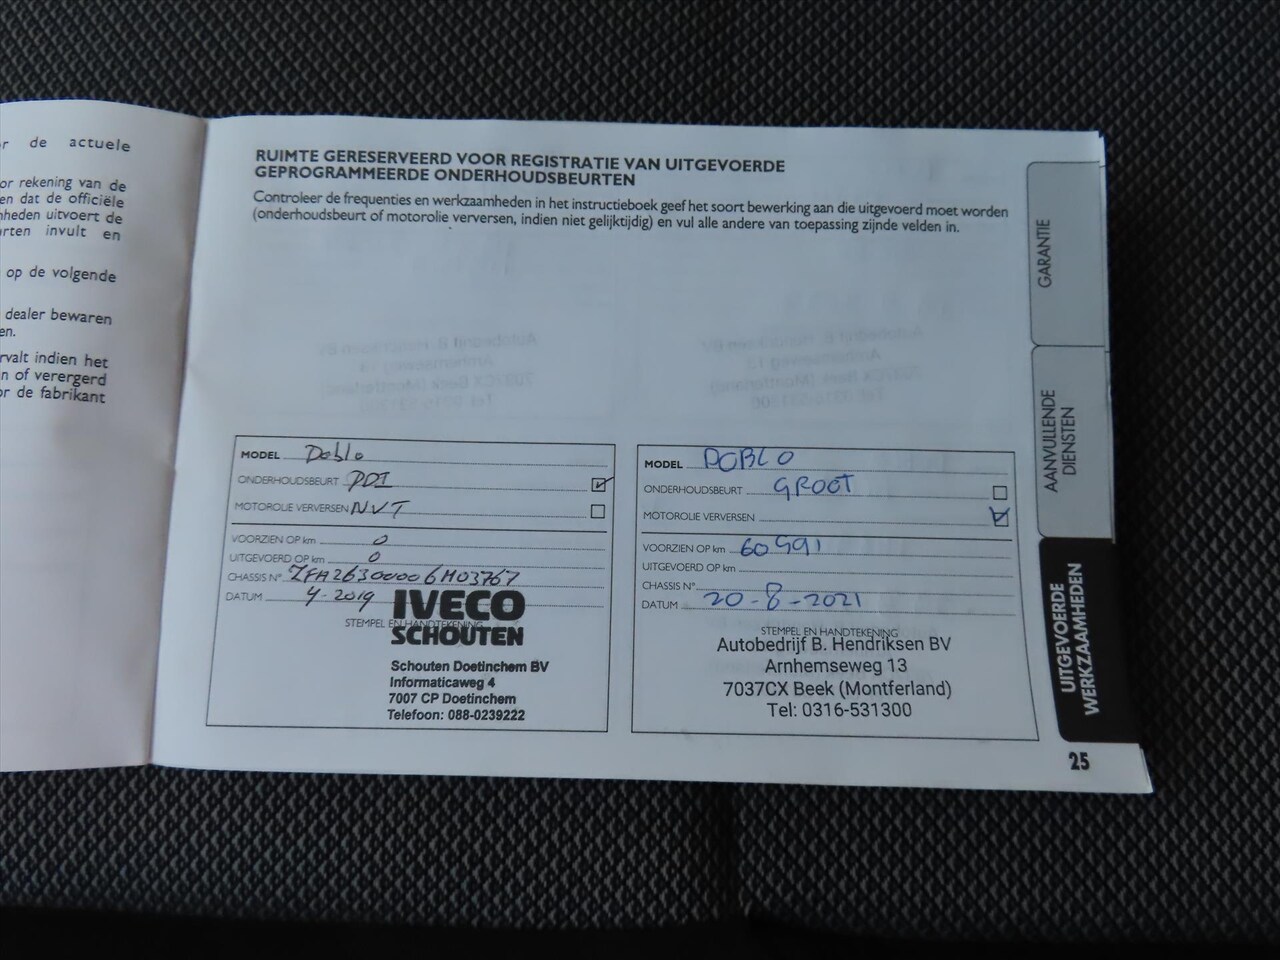 r de actuele
or rekening van de
en dat de officiële
nheden uitvoert de
rten invult en
op de volgende
dealer bewaren
en.
rvalt indien het
n of verergerd
or de fabrikant
RUIMTE GERESERVEERD VOOR REGISTRATIE VAN UITGEVOERDE
GEPROGRAMMEERDE ONDERHOUDSBEURTEN
Controleer de frequenties en werkzaamheden in het instructieboek geef het soort bewerking aan die uitgevoerd moet worden
(onderhoudsbeurt of motorolie verversen, indien niet gelijktijdig) en vul alle andere van toepassing zijnde velden in.
MODEL Doblo
ONDERHOUDSBEURT PDI
MOTOROLIE VERVERSEN NVT
VOORZIEN OP km 0
UITGEVOERD OP km 0
CHASSIS N° ZFA26300006M03767
DATUM 4-2019
STEMPEL EN HANDTEKENING
IVECO
SCHOUTEN
Schouten Doetinchem BV
Informaticaweg 4
7007 CP Doetinchem
Telefoon: 088-0239222
MODEL DOBLO
ONDERHOUDSBEURT GROOT
MOTOROLIE VERVERSEN
VOORZIEN OP km 60991
UITGEVOERD OP km
CHASSIS N°
DATUM 20-8-2021
STEMPEL EN HANDTEKENING
Autobedrijf B. Hendriksen BV
Arnhemseweg 13
7037CX Beek (Montferland)
Tel: 0316-531300
GARANTIE
AANVULLENDE
DIENSTEN
UITGEVOERDE
WERKZAAMHEDEN
25